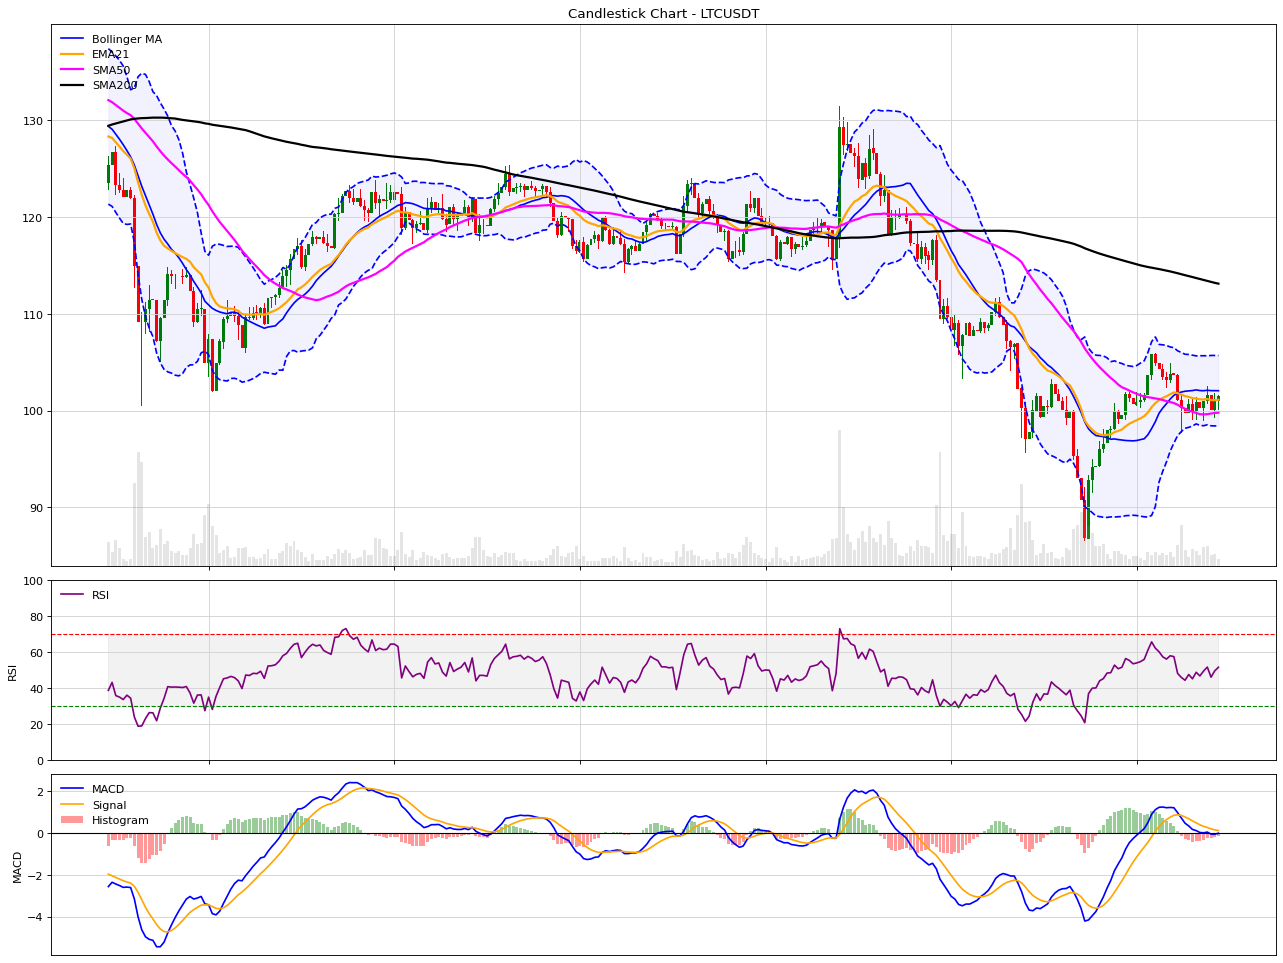 Candlestick Chart - LTCUSDT
Bollinger MA
EMA21
SMA50
SMA200
130
120
110
100
90
RSI
100
80
60
40
20
0
RSI
MACD
Signal
Histogram
2
0
−2
−4
MACD